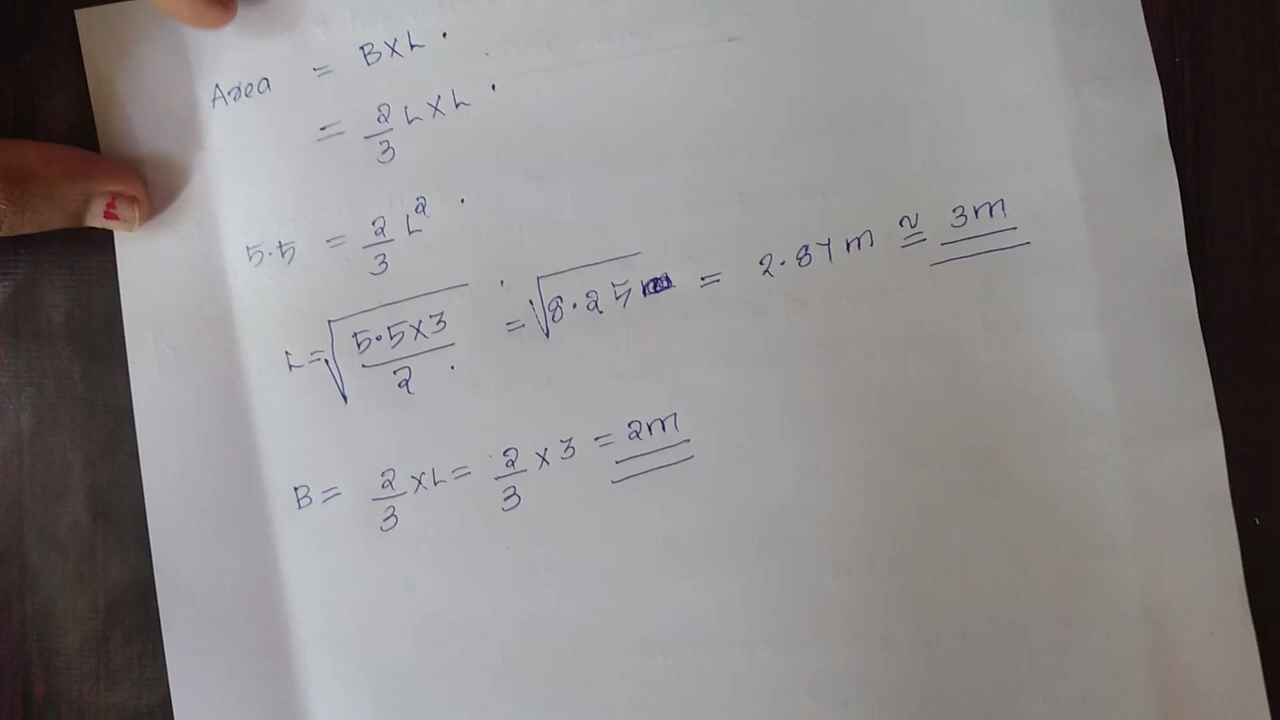 Area = B×L.
= 2/3 L×L.
5.5 = 2/3 L².
L = √(5.5×3/2) = √8.25 = 2.87m ≅ 3m
B = 2/3 ×L = 2/3 ×3 = 2m